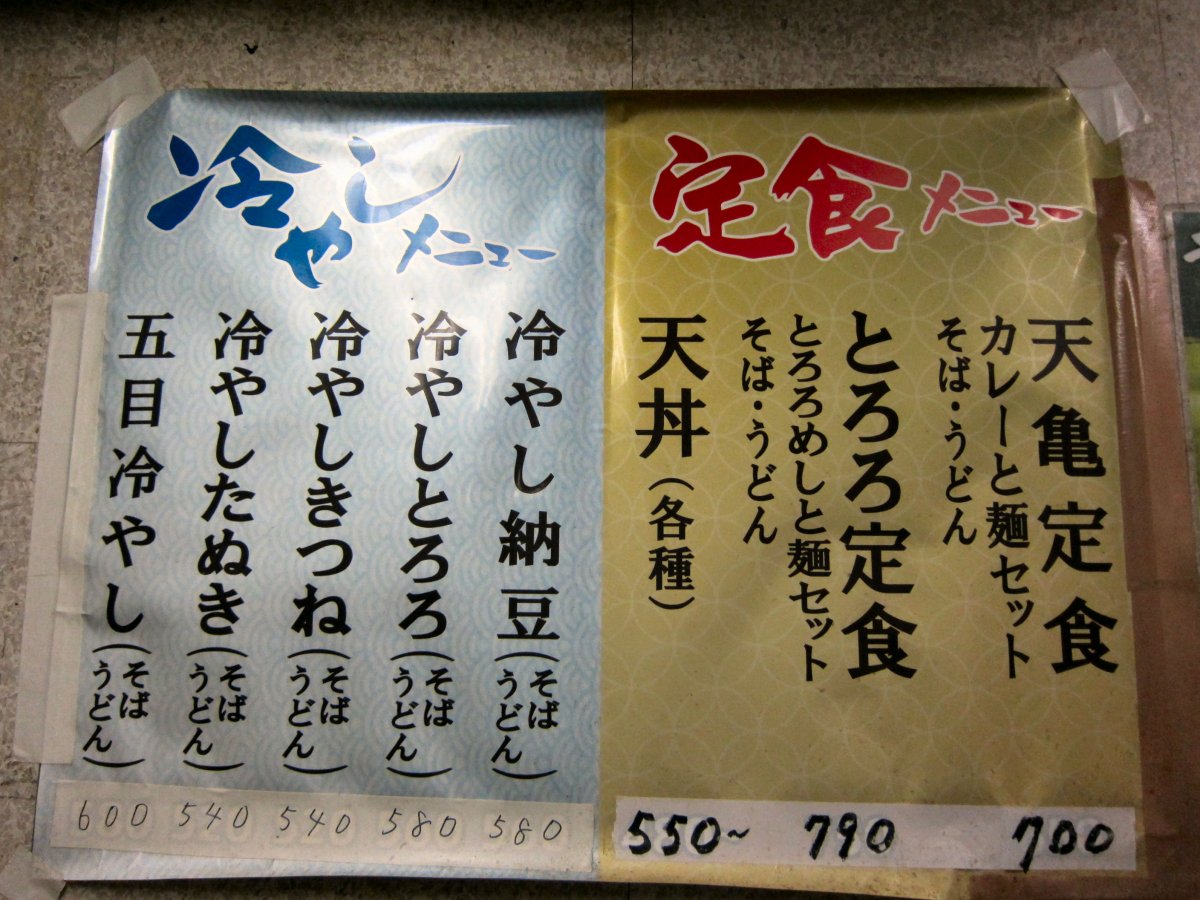 定食メニュー
天亀定食
カレーと麺セット
そば・うどん
とろろ定食
とろろめしと麺セット
そば・うどん
天丼(各種)
700
790
550~
冷やしメニュー
冷やし納豆(そば
うどん)
冷やしとろろ(そば
うどん)
冷やしきつね(そば
うどん)
冷やしたぬき(そば
うどん)
五目冷やし(そば
うどん)
580
580
540
540
600